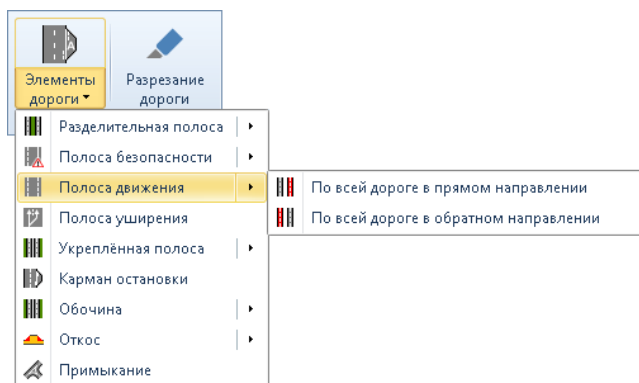 Элементы
дороги
Разрезание
дороги
Разделительная полоса
Полоса безопасности
Полоса движения
По всей дороге в прямом направлении
По всей дороге в обратном направлении
Полоса уширения
Укреплённая полоса
Карман остановки
Обочина
Откос
Примыкание